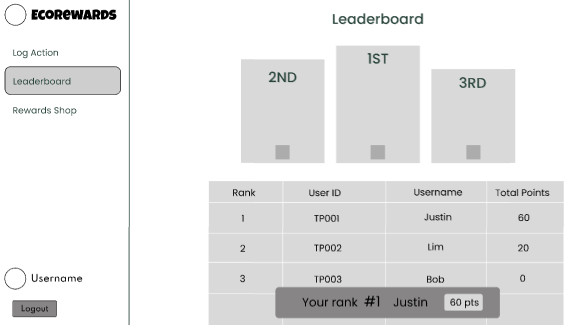 ECOREWARDS
Log Action
Leaderboard
Rewards Shop
Username
Logout
Leaderboard
2ND
1ST
3RD
Rank User ID Username Total Points
1 TP001 Justin 60
2 TP002 Lim 20
3 TP003 Bob 0
Your rank #1 Justin 60 pts